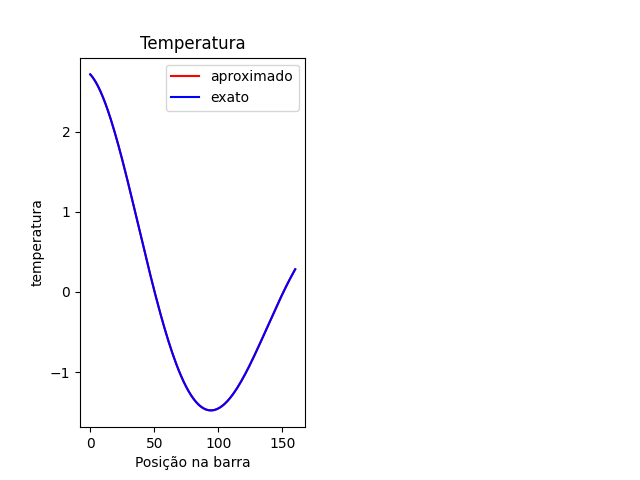 Temperatura
aproximado
exato
2
1
0
−1
temperatura
0 50 100 150
Posição na barra